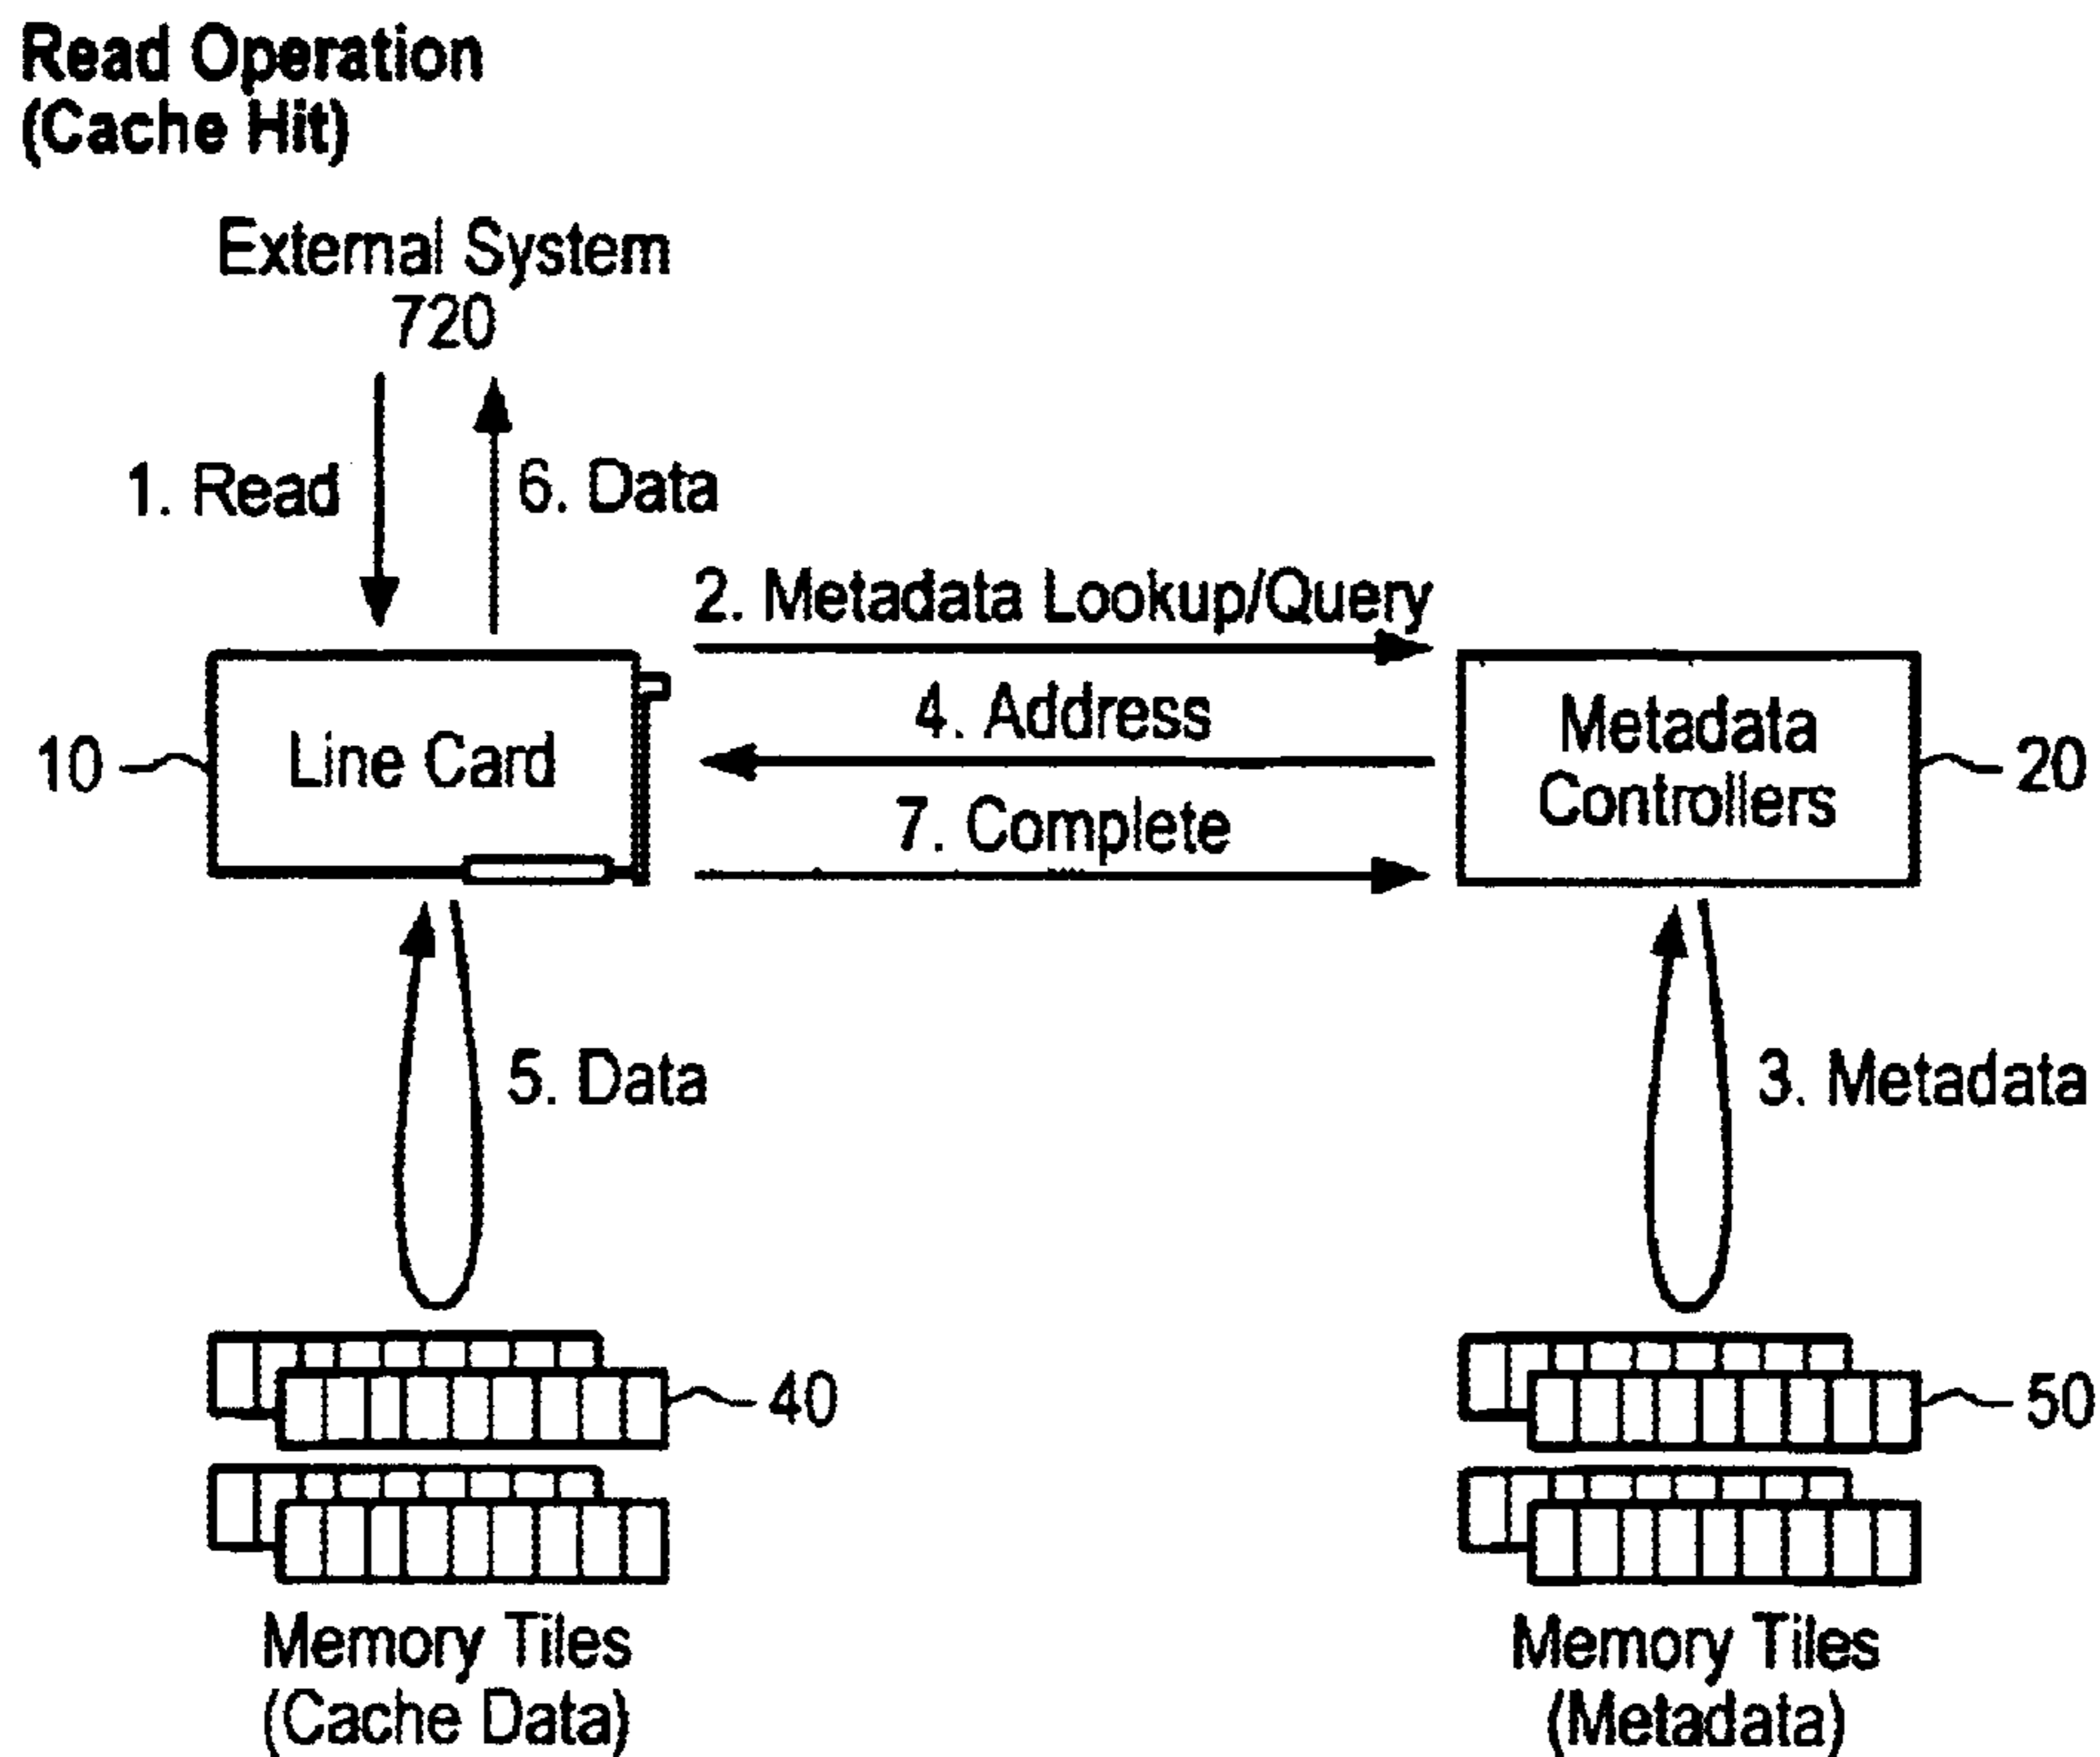 Read Operation
(Cache Hit)
External System
720
1. Read
6. Data
2. Metadata Lookup/Query
4. Address
7. Complete
10
Line Card
Metadata
Controllers
20
5. Data
3. Metadata
40
50
Memory Tiles
(Cache Data)
Memory Tiles
(Metadata)